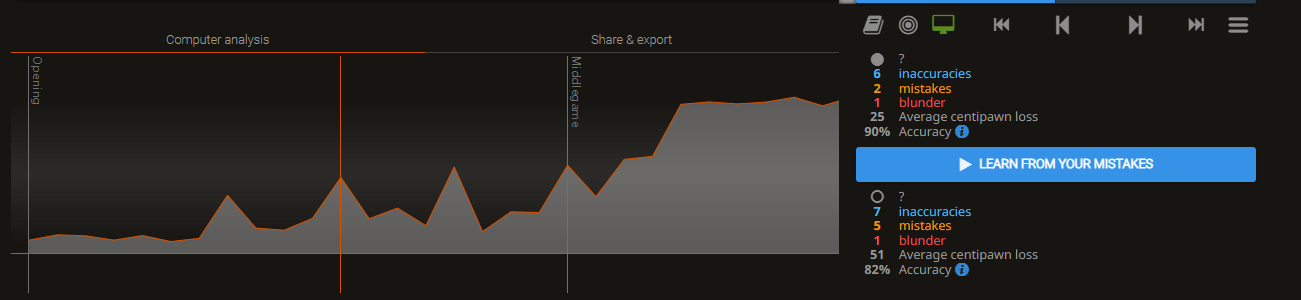 Computer analysis
Share & export
Opening
Middlegame
?
6 inaccuracies
2 mistakes
1 blunder
25 Average centipawn loss
90% Accuracy i
LEARN FROM YOUR MISTAKES
?
7 inaccuracies
5 mistakes
1 blunder
51 Average centipawn loss
82% Accuracy i